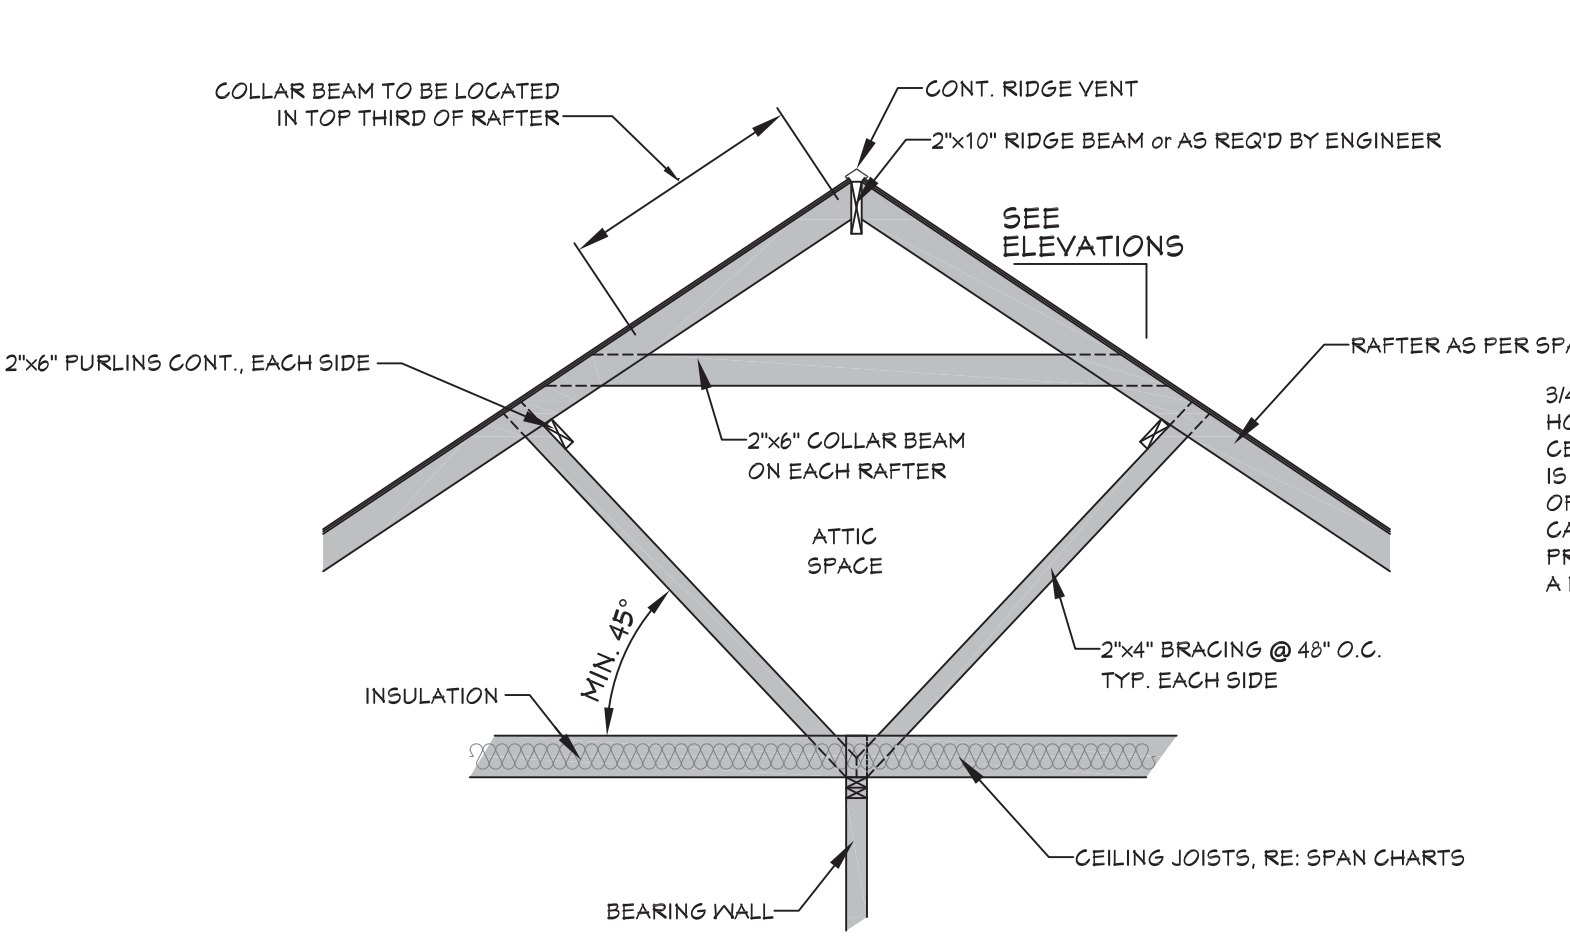 COLLAR BEAM TO BE LOCATED
IN TOP THIRD OF RAFTER
CONT. RIDGE VENT
2"x10" RIDGE BEAM or AS REQ'D BY ENGINEER
SEE
ELEVATIONS
2"x6" PURLINS CONT., EACH SIDE
RAFTER AS PER
2"x6" COLLAR BEAM
ON EACH RAFTER
ATTIC
SPACE
MIN. 45°
2"x4" BRACING @ 48" O.C.
TYP. EACH SIDE
INSULATION
CEILING JOISTS, RE: SPAN CHARTS
BEARING WALL
IS
A